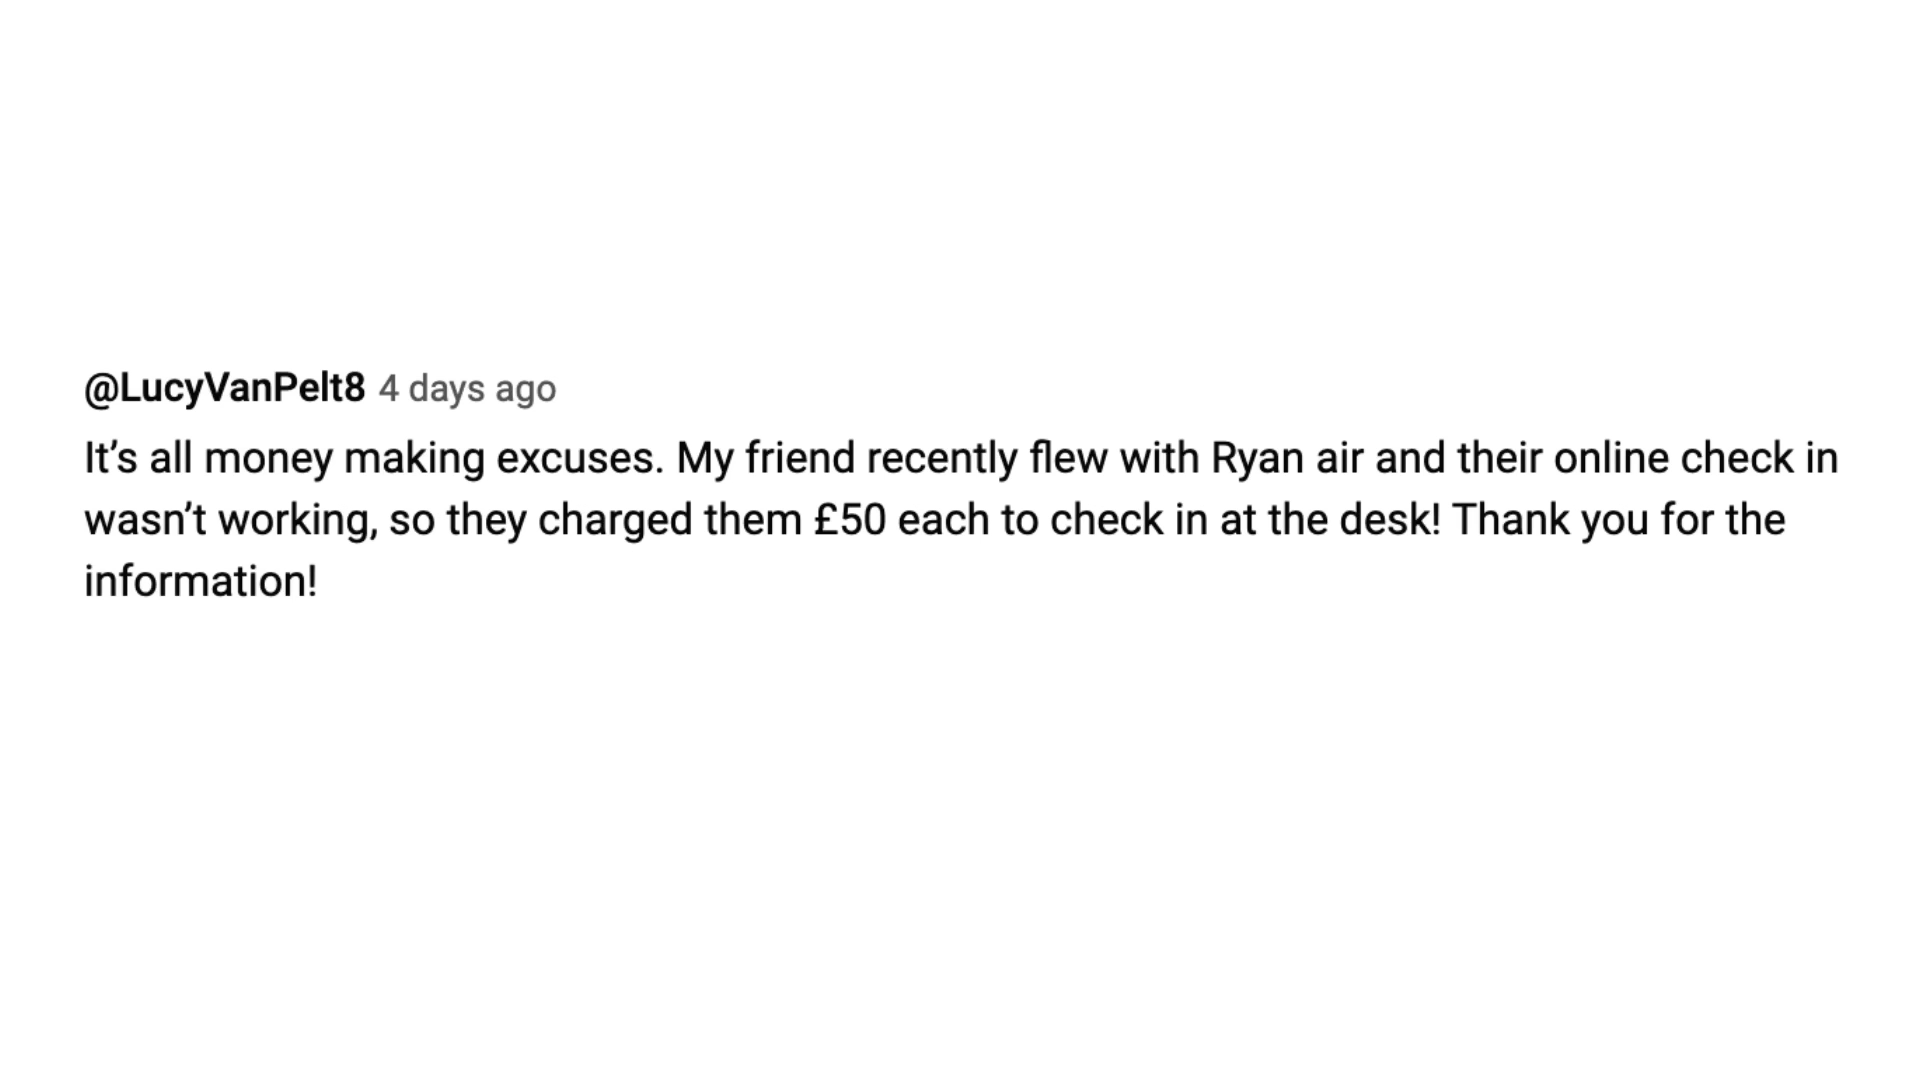 @LucyVanPelt8 4 days ago
It’s all money making excuses. My friend recently flew with Ryan air and their online check in
wasn’t working, so they charged them £50 each to check in at the desk! Thank you for the
information!